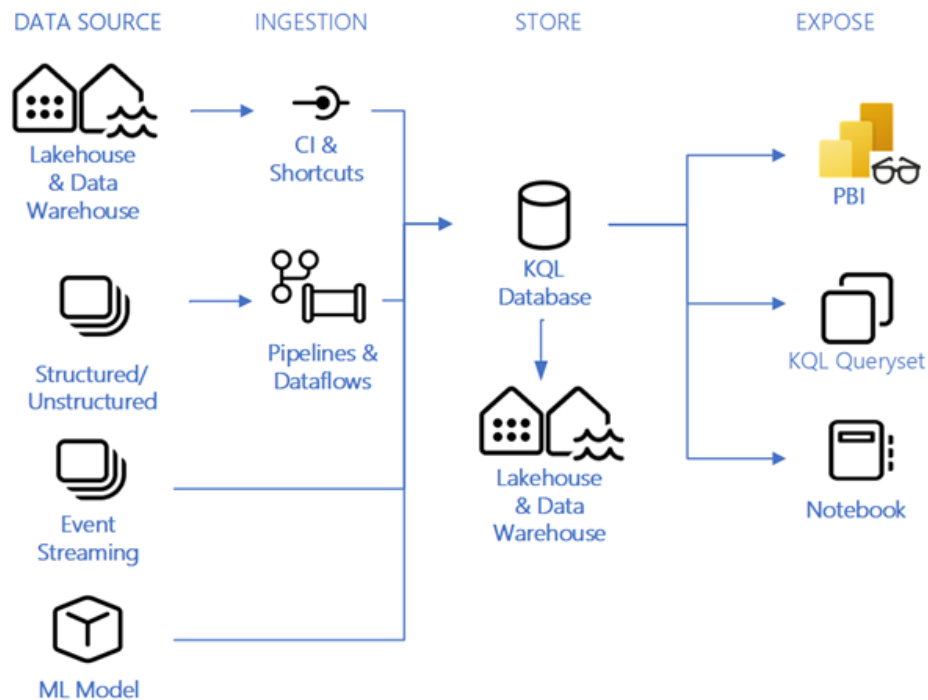 DATA SOURCE
INGESTION
STORE
EXPOSE
Lakehouse
& Data
Warehouse
CI &
Shortcuts
PBI
KQL
Database
Structured/
Unstructured
Pipelines &
Dataflows
KQL Queryset
Lakehouse
& Data
Warehouse
Event
Streaming
Notebook
ML Model